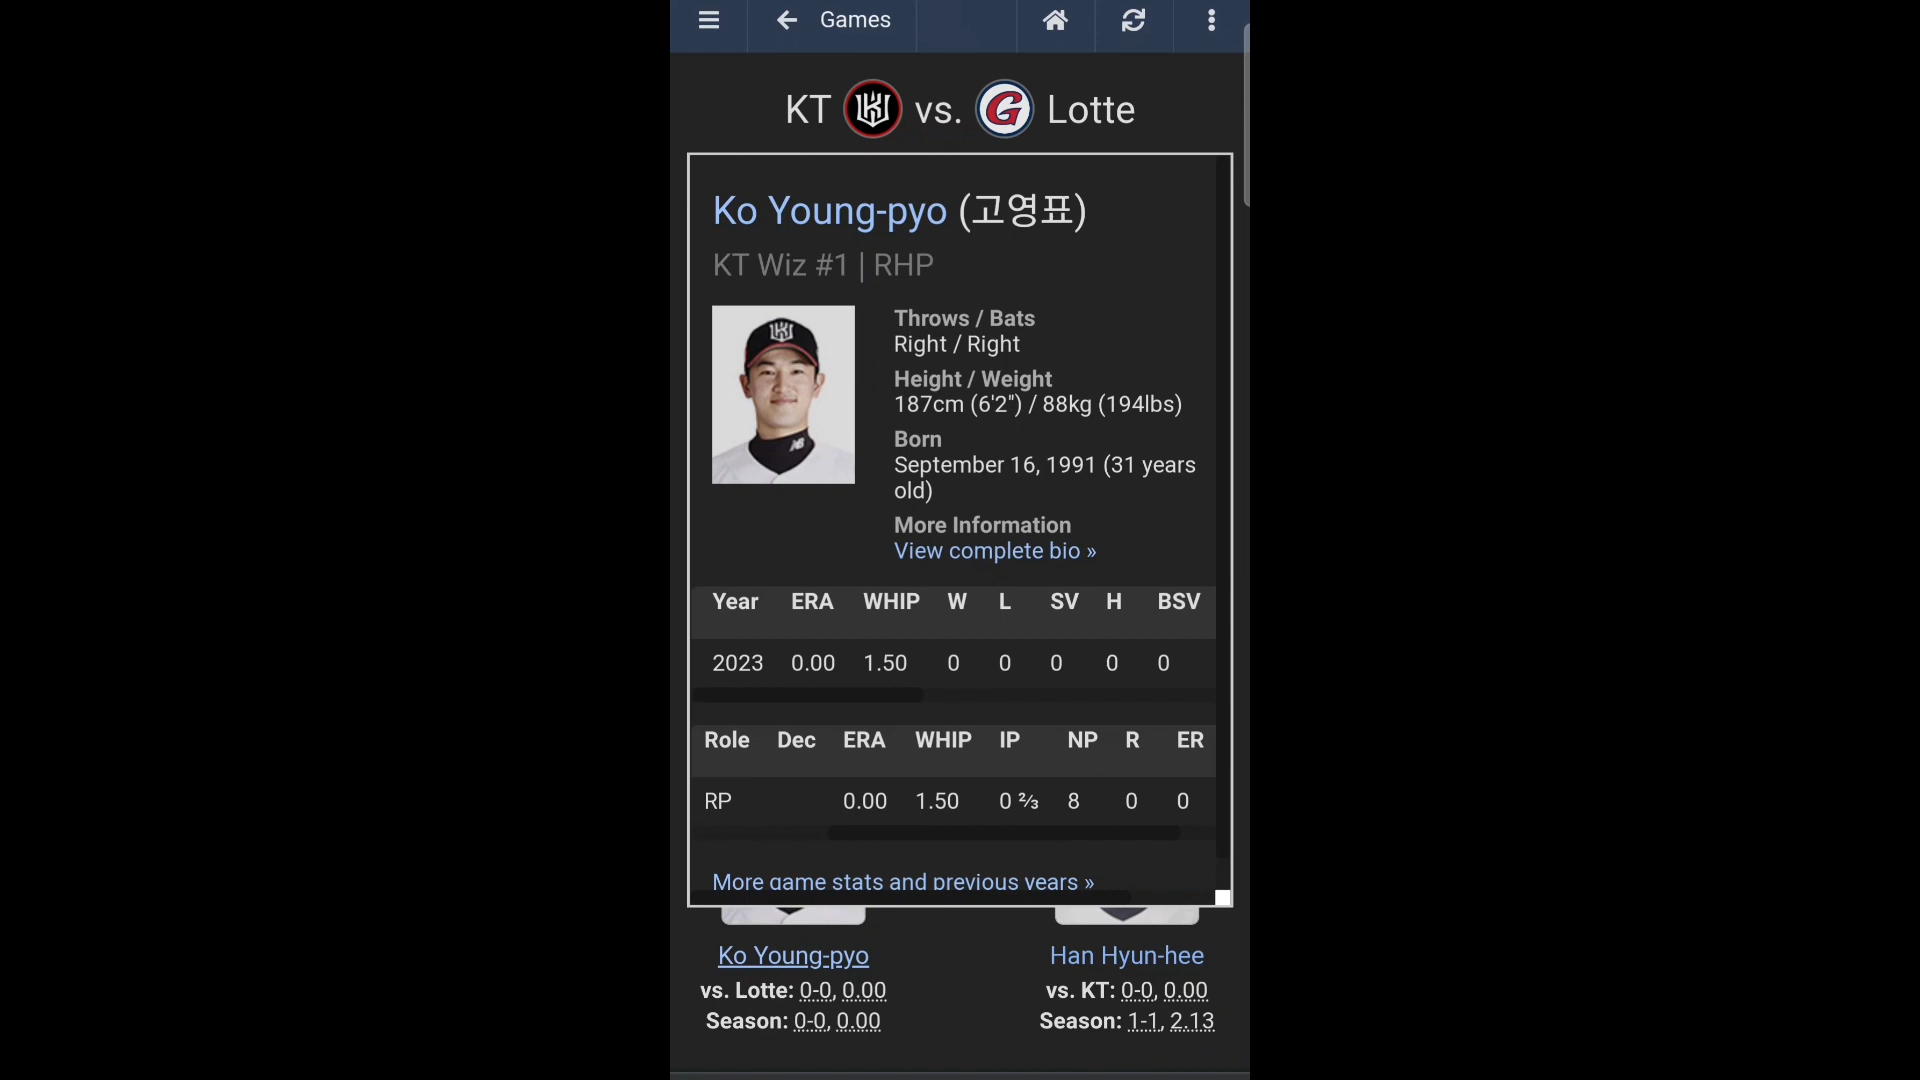 Games
KT vs. Lotte
Ko Young-pyo (고영표)
KT Wiz #1 | RHP
Throws / Bats
Right / Right
Height / Weight
187cm (6'2") / 88kg (194lbs)
Born
September 16, 1991 (31 years
old)
More Information
View complete bio »
Year ERA WHIP W L SV H BSV
2023 0.00 1.50 0 0 0 0 0
Role Dec ERA WHIP IP NP R ER
RP 0.00 1.50 0 ⅔ 8 0 0
More game stats and previous years »
Ko Young-pyo Han Hyun-hee
vs. Lotte: 0-0, 0.00 vs. KT: 0-0, 0.00
Season: 0-0, 0.00 Season: 1-1, 2.13